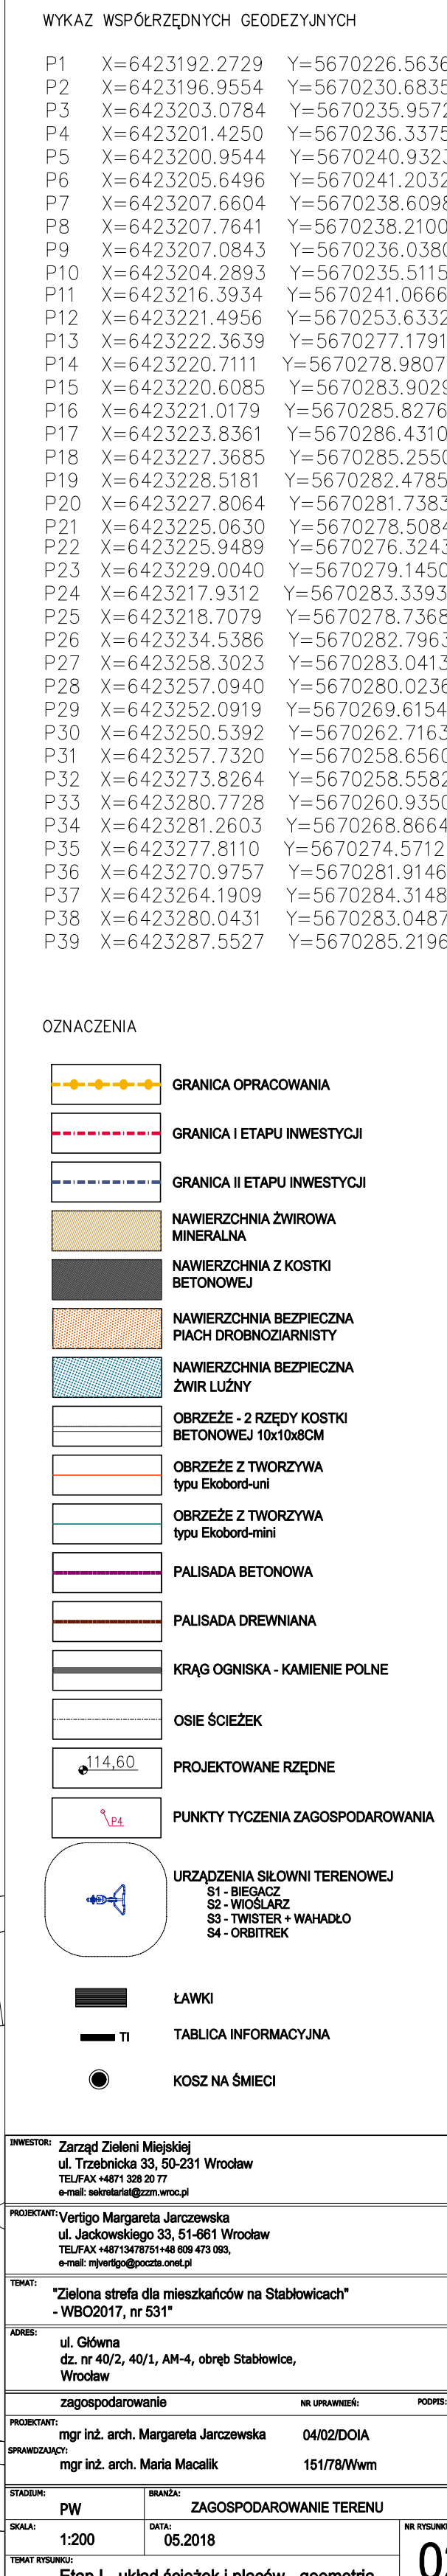 WYKAZ WSPÓŁRZĘDNYCH GEODEZYJNYCH
P1 X=6423192.2729 Y=5670226.5636
P2 X=6423196.9554 Y=5670230.6835
P3 X=6423203.0784 Y=5670235.9572
P4 X=6423201.4250 Y=5670236.3375
P5 X=6423200.9544 Y=5670240.9323
P6 X=6423205.6496 Y=5670241.2032
P7 X=6423207.6604 Y=5670238.6098
P8 X=6423207.7641 Y=5670238.2100
P9 X=6423207.0843 Y=5670236.0380
P10 X=6423204.2893 Y=5670235.5115
P11 X=6423216.3934 Y=5670241.0666
P12 X=6423221.4956 Y=5670253.6332
P13 X=6423222.3639 Y=5670277.1791
P14 X=6423220.7111 Y=5670278.9807
P15 X=6423220.6085 Y=5670283.9029
P16 X=6423221.0179 Y=5670285.8276
P17 X=6423223.8361 Y=5670286.4310
P18 X=6423227.3685 Y=5670285.2550
P19 X=6423228.5181 Y=5670282.4785
P20 X=6423227.8064 Y=5670281.7383
P21 X=6423225.0630 Y=5670278.5084
P22 X=6423225.9489 Y=5670276.3243
P23 X=6423229.0040 Y=5670279.1450
P24 X=6423217.9312 Y=5670283.3393
P25 X=6423218.7079 Y=5670278.7368
P26 X=6423234.5386 Y=5670282.7963
P27 X=6423258.3023 Y=5670283.0413
P28 X=6423257.0940 Y=5670280.0236
P29 X=6423252.0919 Y=5670269.6154
P30 X=6423250.5392 Y=5670262.7163
P31 X=6423257.7320 Y=5670258.6560
P32 X=6423273.8264 Y=5670258.5582
P33 X=6423280.7728 Y=5670260.9350
P34 X=6423281.2603 Y=5670268.8664
P35 X=6423277.8110 Y=5670274.5712
P36 X=6423270.9757 Y=5670281.9146
P37 X=6423264.1909 Y=5670284.3148
P38 X=6423280.0431 Y=5670283.0487
P39 X=6423287.5527 Y=5670285.2196
OZNACZENIA
GRANICA OPRACOWANIA
GRANICA I ETAPU INWESTYCJI
GRANICA II ETAPU INWESTYCJI
NAWIERZCHNIA ŻWIROWA
MINERALNA
NAWIERZCHNIA Z KOSTKI
BETONOWEJ
NAWIERZCHNIA BEZPIECZNA
PIACH DROBNOZIARNISTY
NAWIERZCHNIA BEZPIECZNA
ŻWIR LUŹNY
OBRZEŻE - 2 RZĘDY KOSTKI
BETONOWEJ 10x10x8CM
OBRZEŻE Z TWORZYWA
typu Ekobord-uni
OBRZEŻE Z TWORZYWA
typu Ekobord-mini
PALISADA BETONOWA
PALISADA DREWNIANA
KRĄG OGNISKA - KAMIENIE POLNE
OSIE ŚCIEŻEK
114,60 PROJEKTOWANE RZĘDNE
P4 PUNKTY TYCZENIA ZAGOSPODAROWANIA
URZĄDZENIA SIŁOWNI TERENOWEJ
S1 - BIEGACZ
S2 - WIOŚLARZ
S3 - TWISTER + WAHADŁO
S4 - ORBITREK
ŁAWKI
TI TABLICA INFORMACYJNA
KOSZ NA ŚMIECI
INWESTOR: Zarząd Zieleni Miejskiej
ul. Trzebnicka 33, 50-231 Wrocław
TEL/FAX +4871 328 20 77
e-mail: sekretariat@zzm.wroc.pl
PROJEKTANT: Vertigo Margareta Jarczewska
ul. Jackowskiego 33, 51-661 Wrocław
TEL/FAX +48713478751+48 609 473 093,
e-mail: mjvertigo@poczta.onet.pl
TEMAT:
"Zielona strefa dla mieszkańców na Stabłowicach"
- WBO2017, nr 531"
ADRES:
ul. Główna
dz. nr 40/2, 40/1, AM-4, obręb Stabłowice,
Wrocław
zagospodarowanie NR UPRAWNIEŃ: PODPIS:
PROJEKTANT:
mgr inż. arch. Margareta Jarczewska 04/02/DOIA
SPRAWDZAJĄCY:
mgr inż. arch. Maria Macalik 151/78/Wwm
STADIUM: BRANŻA:
PW ZAGOSPODAROWANIE TERENU
SKALA: DATA: NR RYSUNKU
1:200 05.2018
TEMAT RYSUNKU:
Etap I - układ ścieżek i placów - geometria